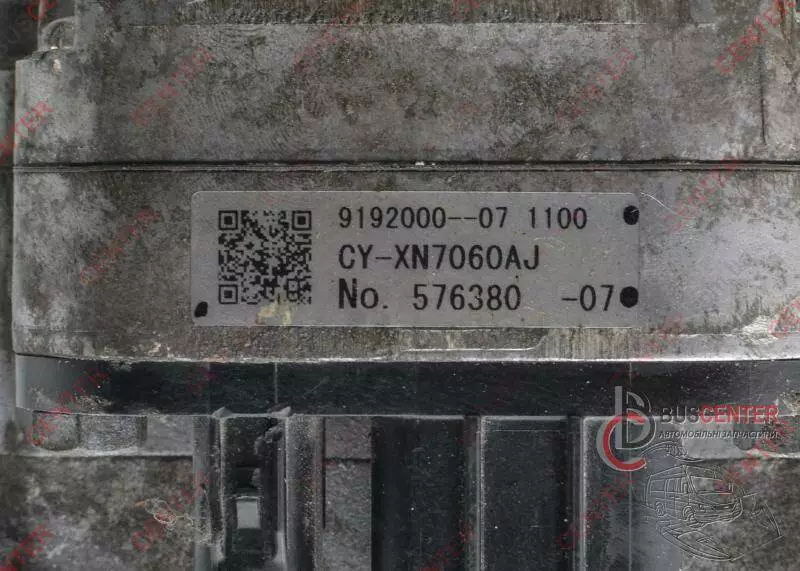 9192000--07 1100
CY-XN7060AJ
No. 576380 -07
BUSCENTER
АВТОМОБІЛЬНІ ЗАПЧАСТИНИ